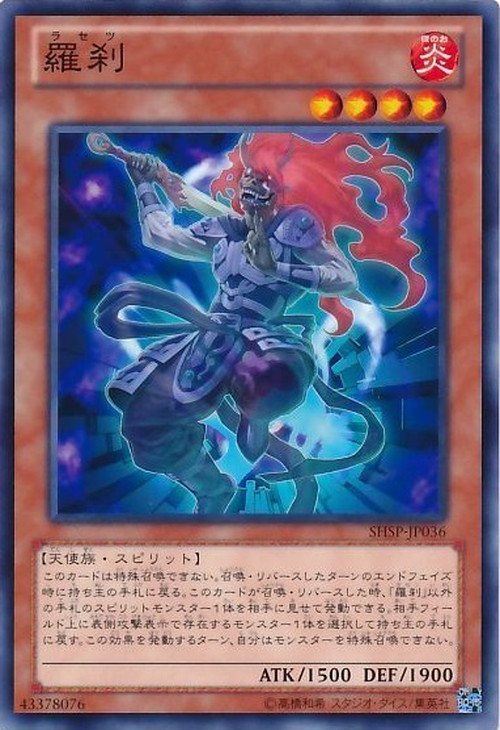 ラセツ
羅刹
ほのお
炎
SHSP-JP036
【天使族・スピリット】
このカードは特殊召喚できない。召喚・リバースしたターンのエンドフェイズ
時に持ち主の手札に戻る。このカードが召喚・リバースした時、「羅刹」以外
の手札のスピリットモンスター1体を相手に見せて発動できる。相手フィー
ルド上に表側攻撃表示で存在するモンスター1体を選択して持ち主の手札
に戻す。この効果を発動するターン、自分はモンスターを特殊召喚できない。
ATK/1500 DEF/1900
43378076
©高橋和希 スタジオ・ダイス/集英社